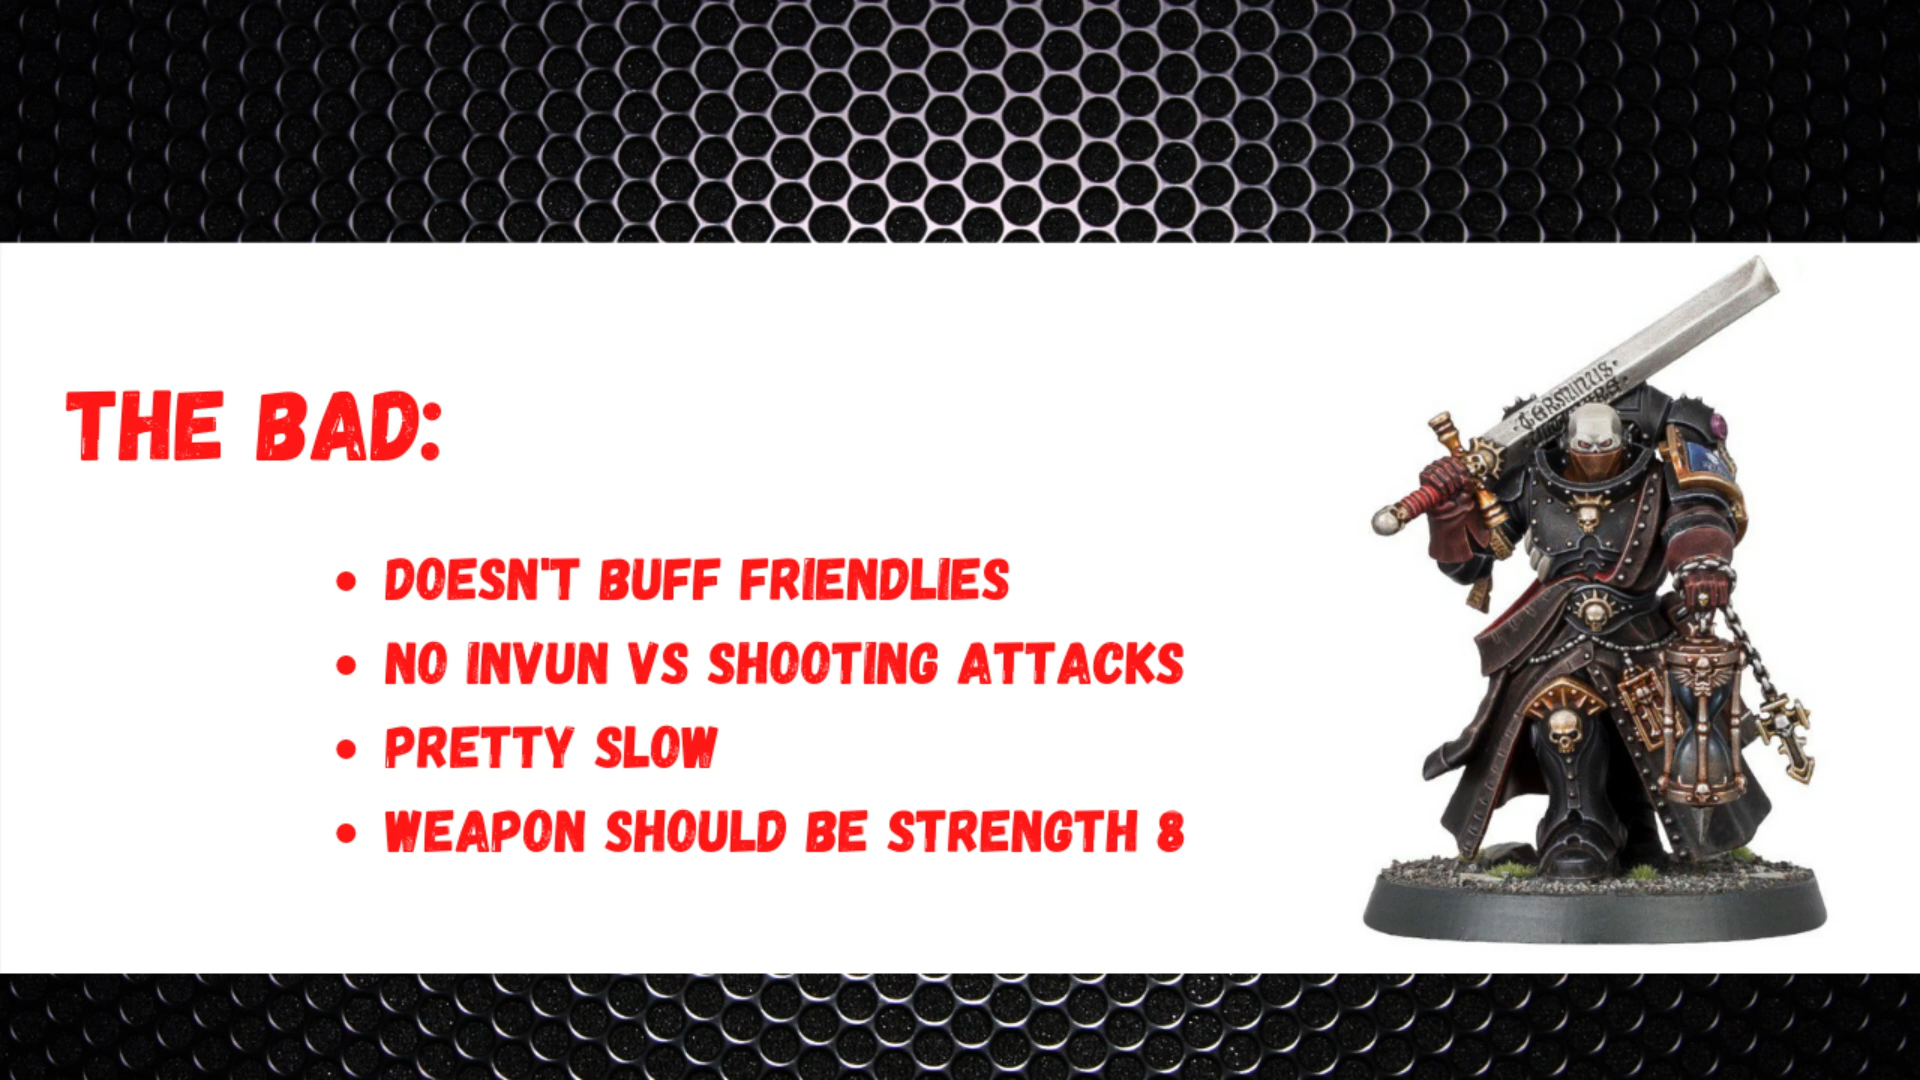 THE BAD:
DOESN'T BUFF FRIENDLIES
NO INVUN VS SHOOTING ATTACKS
PRETTY SLOW
WEAPON SHOULD BE STRENGTH 8